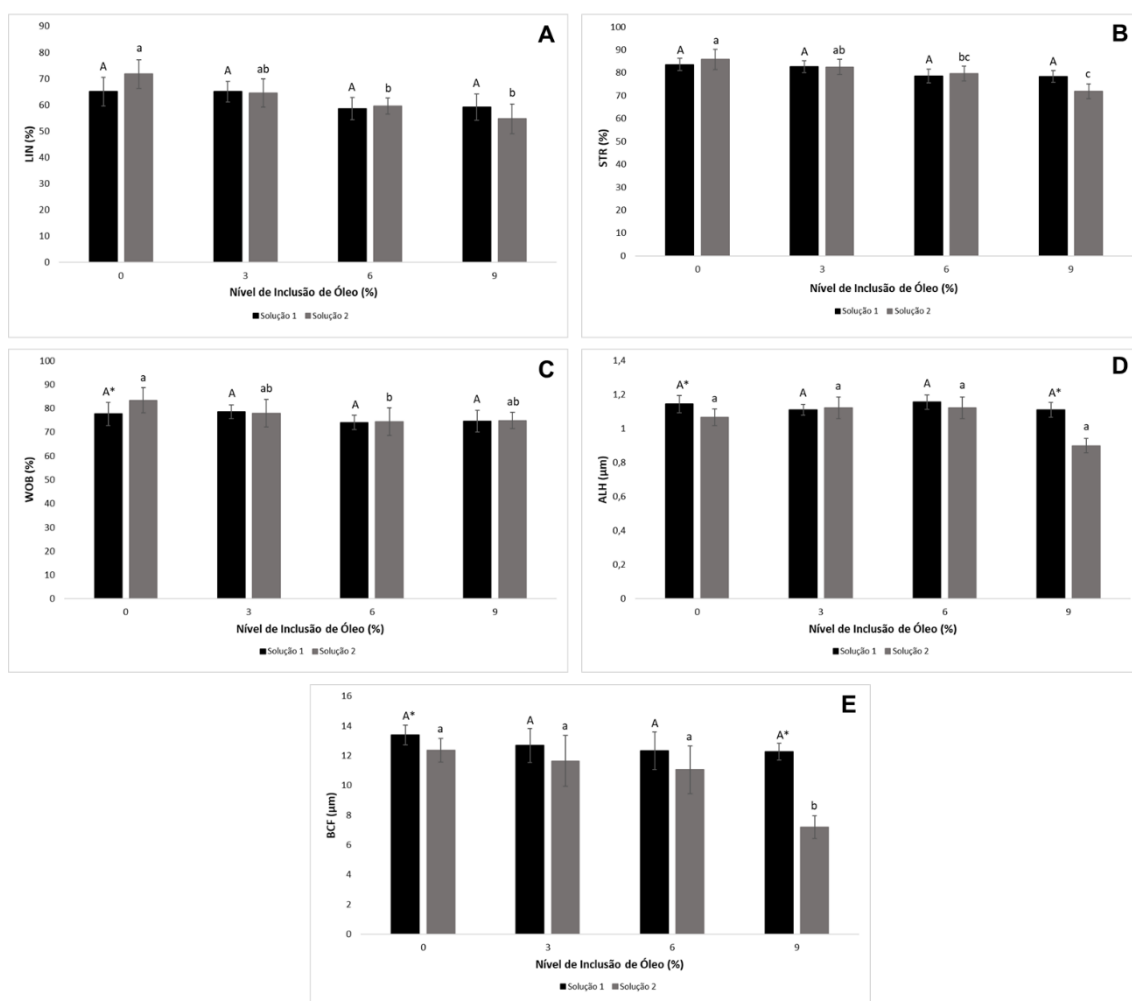 A
90
80
70
60
50
40
30
20
10
0
LIN (%)
A a A ab A b A b
0 3 6 9
Nível de Inclusão de Óleo (%)
Solução 1 Solução 2
B
100
90
80
70
60
50
40
30
20
10
0
STR (%)
A a A ab A bc A c
0 3 6 9
Nível de Inclusão de Óleo (%)
Solução 1 Solução 2
C
100
90
80
70
60
50
40
30
20
10
0
WOB (%)
A* a A ab A b A ab
0 3 6 9
Nível de Inclusão de Óleo (%)
Solução 1 Solução 2
D
1,4
1,2
1
0,8
0,6
0,4
0,2
0
ALH (µm)
A* a A a A a A* a
0 3 6 9
Nível de Inclusão de Óleo (%)
Solução 1 Solução 2
E
16
14
12
10
8
6
4
2
0
BCF (µm)
A* a A a A a A* b
0 3 6 9
Nível de Inclusão de Óleo (%)
Solução 1 Solução 2